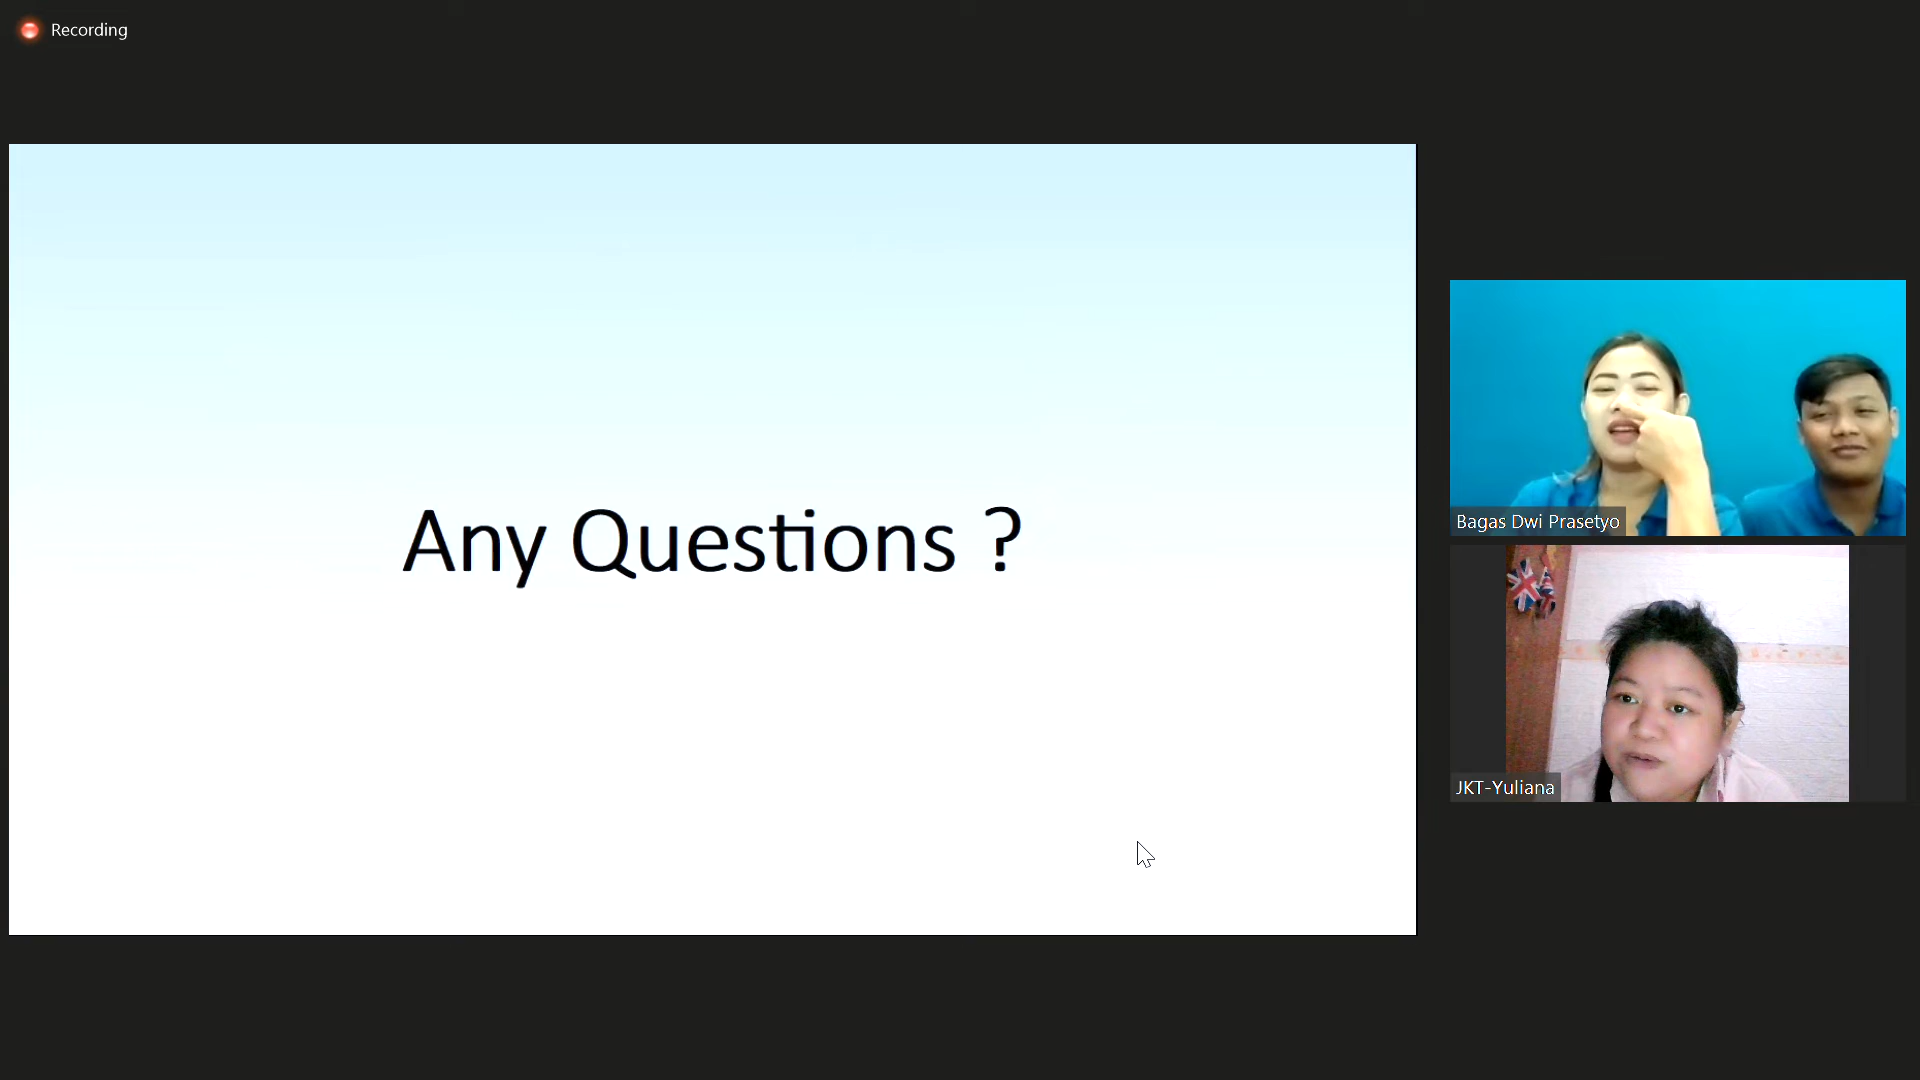 Recording
Any Questions ?
Bagas Dwi Prasetyo
JKT-Yuliana